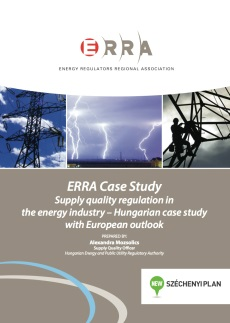 ERRA
ENERGY REGULATORS REGIONAL ASSOCIATION
ERRA Case Study
Supply quality regulation in
the energy industry – Hungarian case study
with European outlook
PREPARED BY:
Alexandra Mozsolics
Supply Quality Officer
Hungarian Energy and Public Utility Regulatory Authority
NEW
SZÉCHENYI PLAN